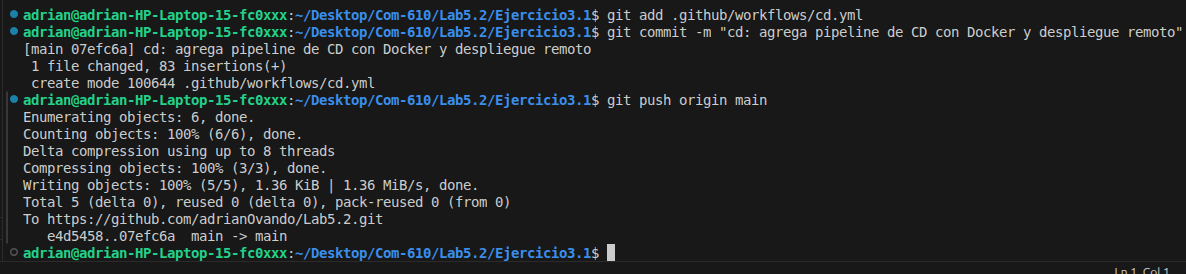 adrian@adrian-HP-Laptop-15-fc0xxx:~/Desktop/Com-610/Lab5.2/Ejercicio3.1$ git add .github/workflows/cd.yml
adrian@adrian-HP-Laptop-15-fc0xxx:~/Desktop/Com-610/Lab5.2/Ejercicio3.1$ git commit -m "cd: agrega pipeline de CD con Docker y despliegue remoto"
[main 07efc6a] cd: agrega pipeline de CD con Docker y despliegue remoto
 1 file changed, 83 insertions(+)
 create mode 100644 .github/workflows/cd.yml
adrian@adrian-HP-Laptop-15-fc0xxx:~/Desktop/Com-610/Lab5.2/Ejercicio3.1$ git push origin main
Enumerating objects: 6, done.
Counting objects: 100% (6/6), done.
Delta compression using up to 8 threads
Compressing objects: 100% (3/3), done.
Writing objects: 100% (5/5), 1.36 KiB | 1.36 MiB/s, done.
Total 5 (delta 0), reused 0 (delta 0), pack-reused 0 (from 0)
To https://github.com/adrianOvando/Lab5.2.git
   e4d5458..07efc6a  main -> main
adrian@adrian-HP-Laptop-15-fc0xxx:~/Desktop/Com-610/Lab5.2/Ejercicio3.1$
Ln 1, Col 1